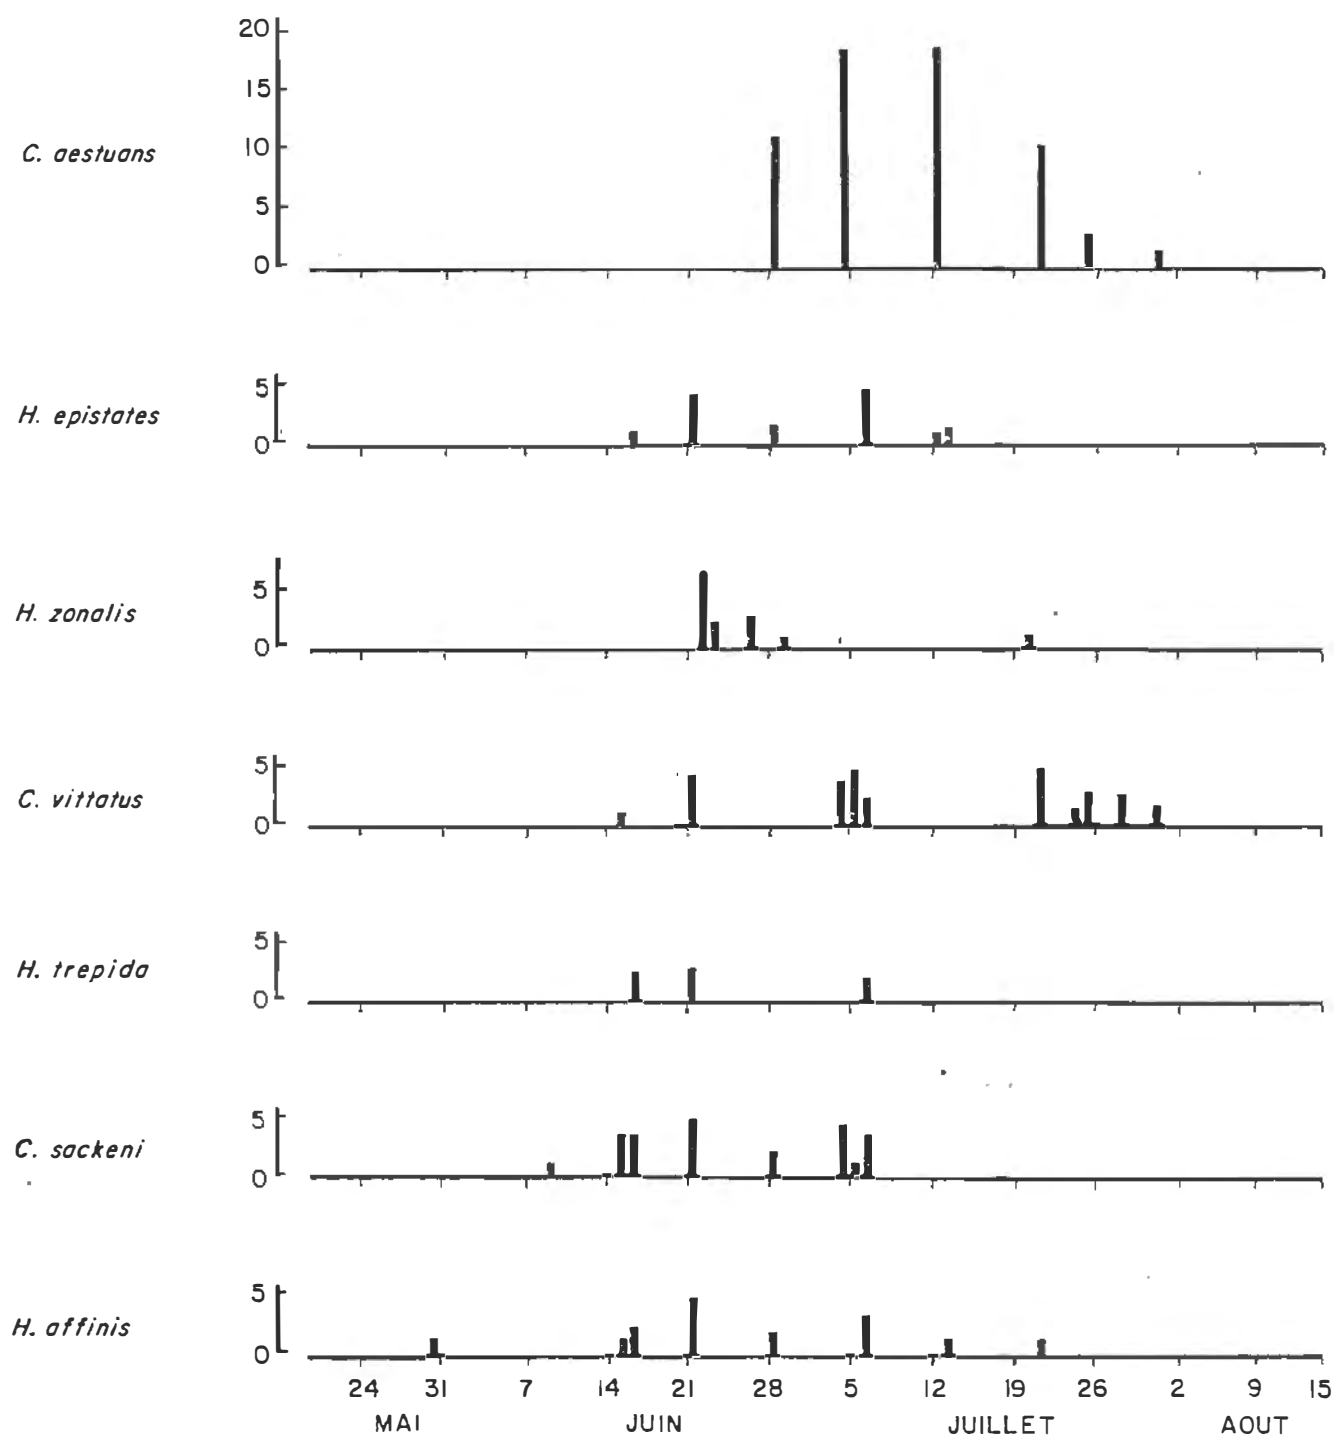 20
15
C. aestuans
10
5
0
5
H. epistates
0
5
H. zonalis
0
5
C. vittatus
0
5
H. trepida
0
5
C. sackeni
0
5
H. affinis
0
24 31 7 14 21 28 5 12 19 26 2 9 15
MAI JUIN JUILLET AOUT